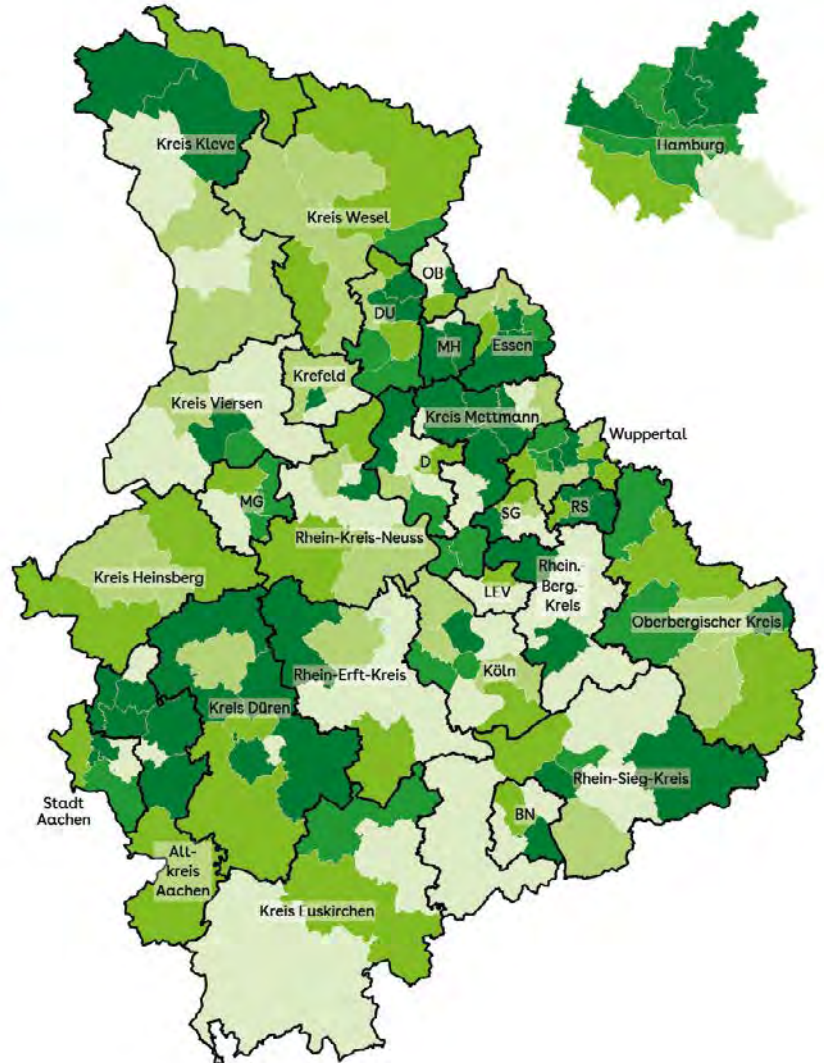 Hamburg
Kreis Kleve
Kreis Wesel
OB
DU
MH
Essen
Krefeld
Kreis Viersen
Kreis Mettmann
Wuppertal
D
MG
SG
RS
Rhein-Kreis-Neuss
Kreis Heinsberg
LEV
Rhein.
Berg.
Kreis
Oberbergischer Kreis
Köln
Rhein-Erft-Kreis
Kreis Düren
Rhein-Sieg-Kreis
Stadt
Aachen
BN
Alt-
kreis
Aachen
Kreis Euskirchen